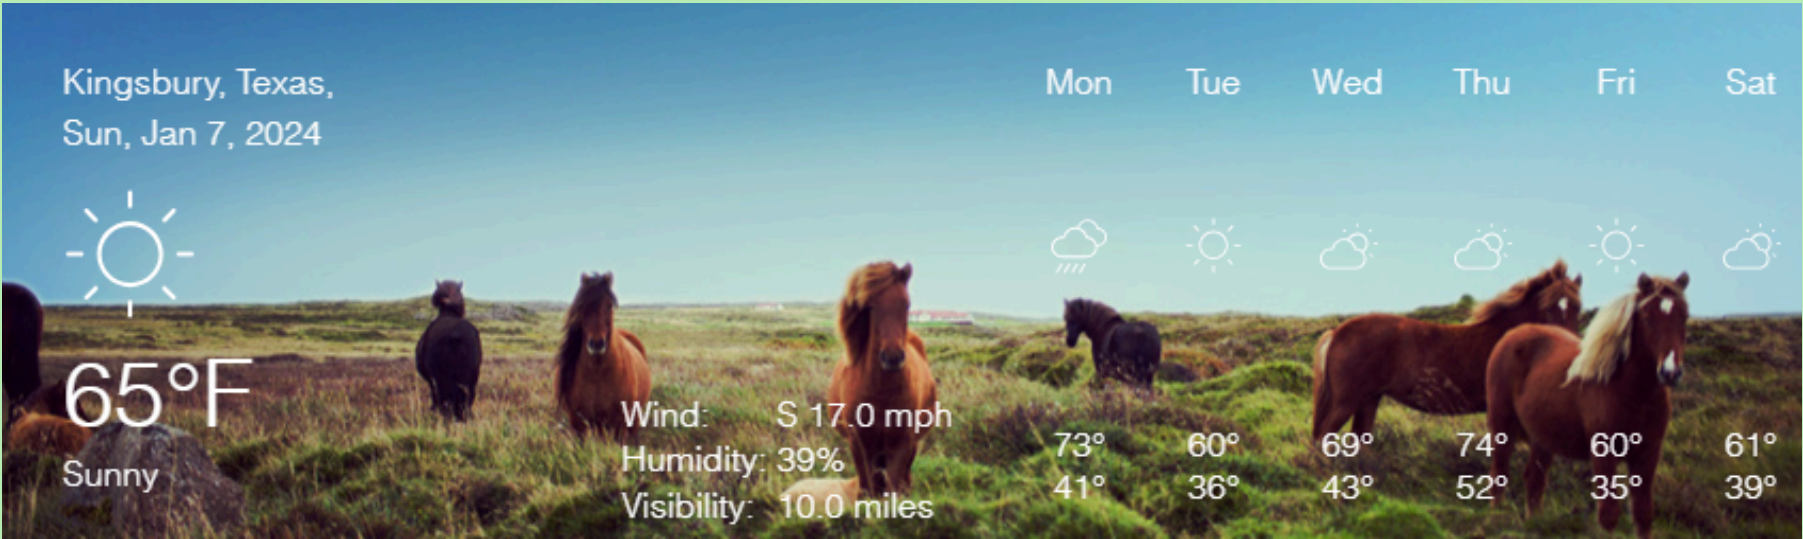 Kingsbury, Texas,
Sun, Jan 7, 2024
65°F
Sunny
Wind: S 17.0 mph
Humidity: 39%
Visibility: 10.0 miles
Mon Tue Wed Thu Fri Sat
73° 60° 69° 74° 60° 61°
41° 36° 43° 52° 35° 39°